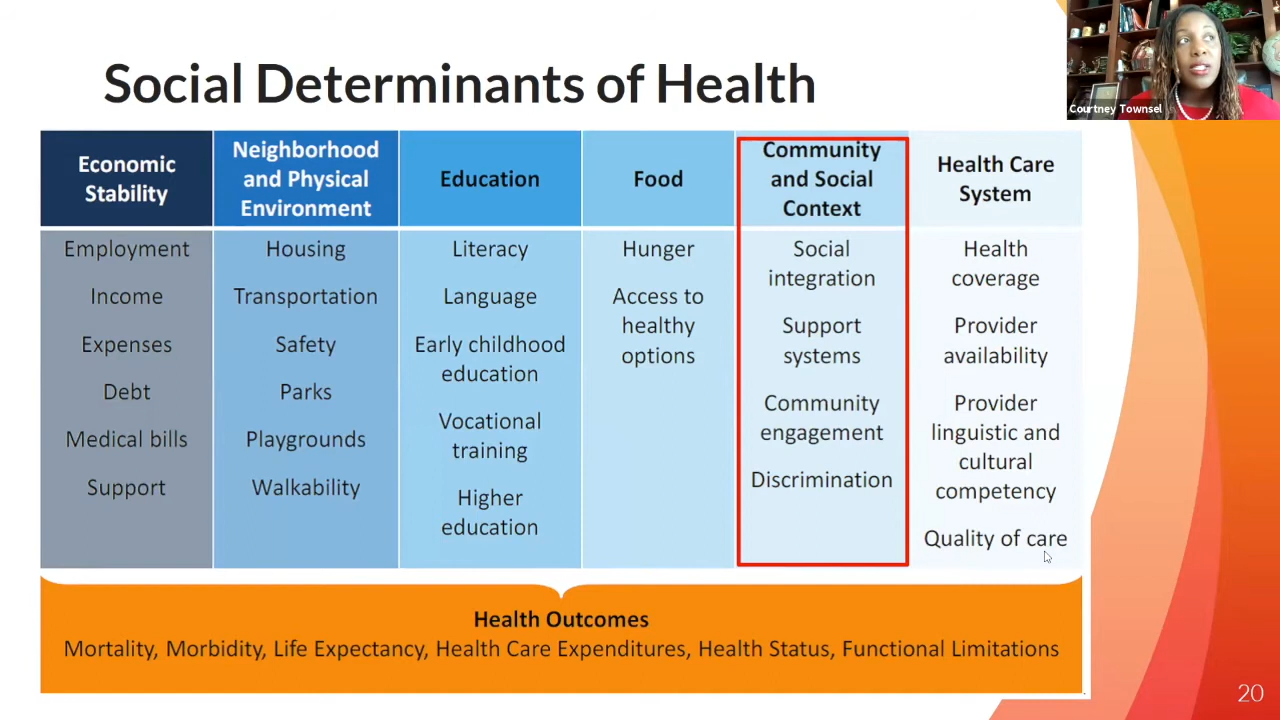 Social Determinants of Health
Courtney Townsel
Economic
Stability
Employment
Income
Expenses
Debt
Medical bills
Support
Neighborhood
and Physical
Environment
Housing
Transportation
Safety
Parks
Playgrounds
Walkability
Education
Literacy
Language
Early childhood
education
Vocational
training
Higher
education
Food
Hunger
Access to
healthy
options
Community
and Social
Context
Social
integration
Support
systems
Community
engagement
Discrimination
Health Care
System
Health
coverage
Provider
availability
Provider
linguistic and
cultural
competency
Quality of care
Health Outcomes
Mortality, Morbidity, Life Expectancy, Health Care Expenditures, Health Status, Functional Limitations
20